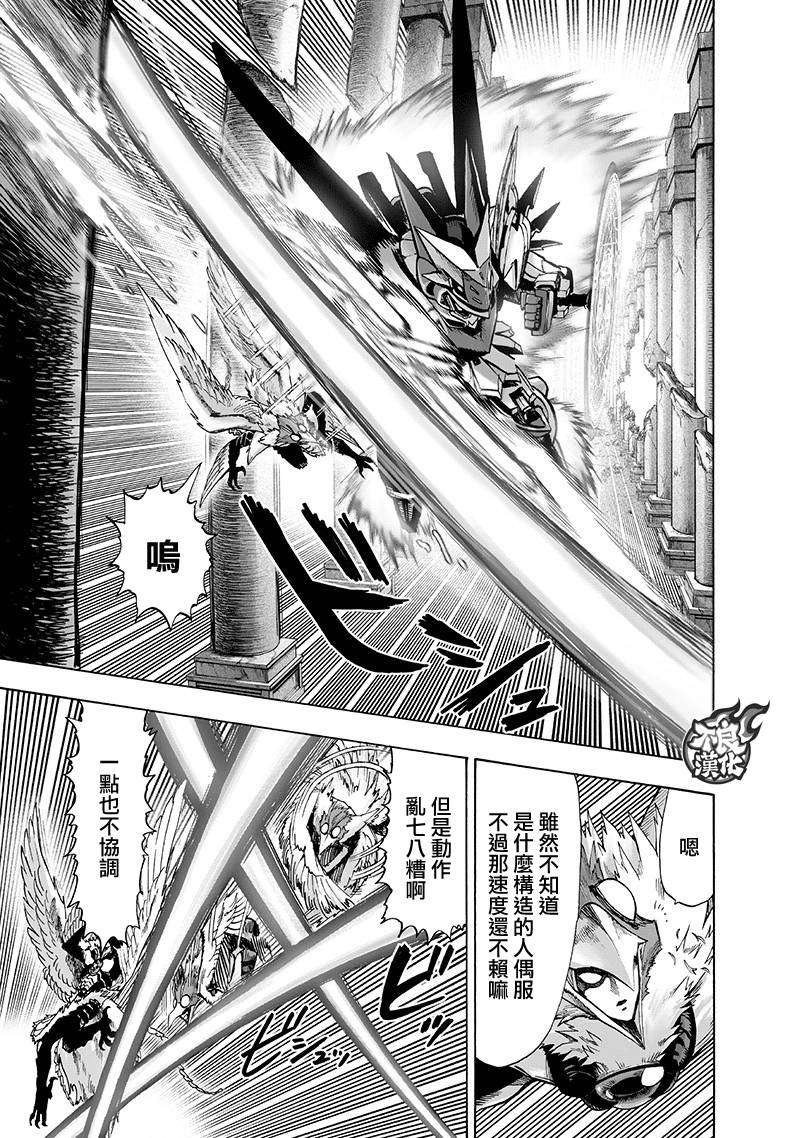 嗚
ビシュッ
嗯
雖然不知道
是什麼構造的人偶服
不過那速度還不賴嘛
但是動作
亂七八糟啊
ビッ
一點也不協調
ビシュッ
狼
漢化